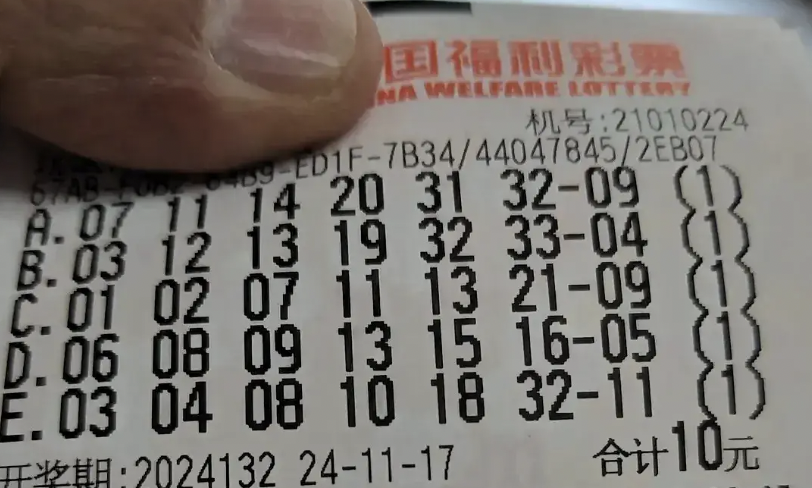 国福利彩票
NA WELFARE LOTTERY
机号:21010224
-ED1F-7B34/44047845/2EB07
A.07 11 14 20 31 32-09 (1)
B.03 12 13 19 32 33-04 (1)
C.01 02 07 11 13 21-09 (1)
D.06 08 09 13 15 16-05 (1)
E.03 04 08 10 18 32-11 (1)
开奖期:2024132 24-11-17 合计10元